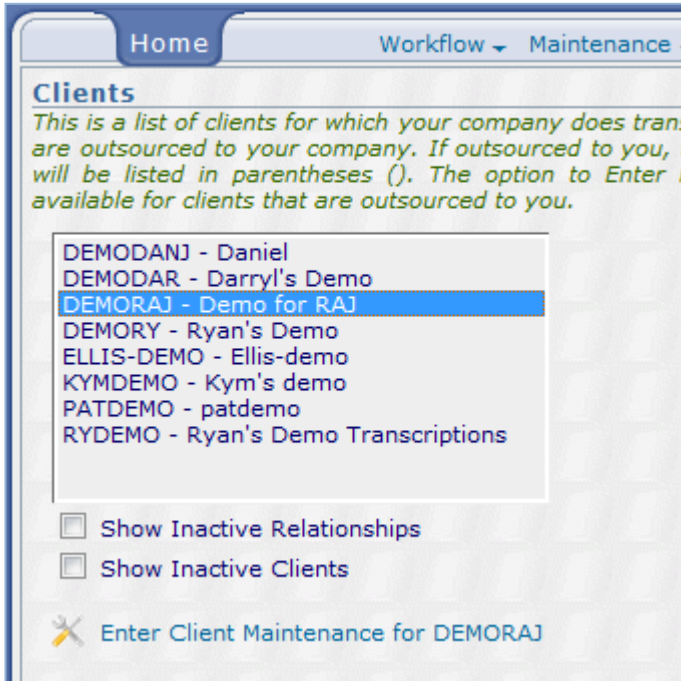 Home
Workflow
Maintenance
Clients
This is a list of clients for which your company does
are outsourced to your company. If outsourced to you,
will be listed in parentheses (). The option to Enter
available for clients that are outsourced to you.
DEMODANJ - Daniel
DEMODAR - Darryl's Demo
DEMORAJ - Demo for RAJ
DEMORY - Ryan's Demo
ELLIS-DEMO - Ellis-demo
KYMDEMO - Kym's demo
PATDEMO - patdemo
RYDEMO - Ryan's Demo Transcriptions
Show Inactive Relationships
Show Inactive Clients
Enter Client Maintenance for DEMORAJ